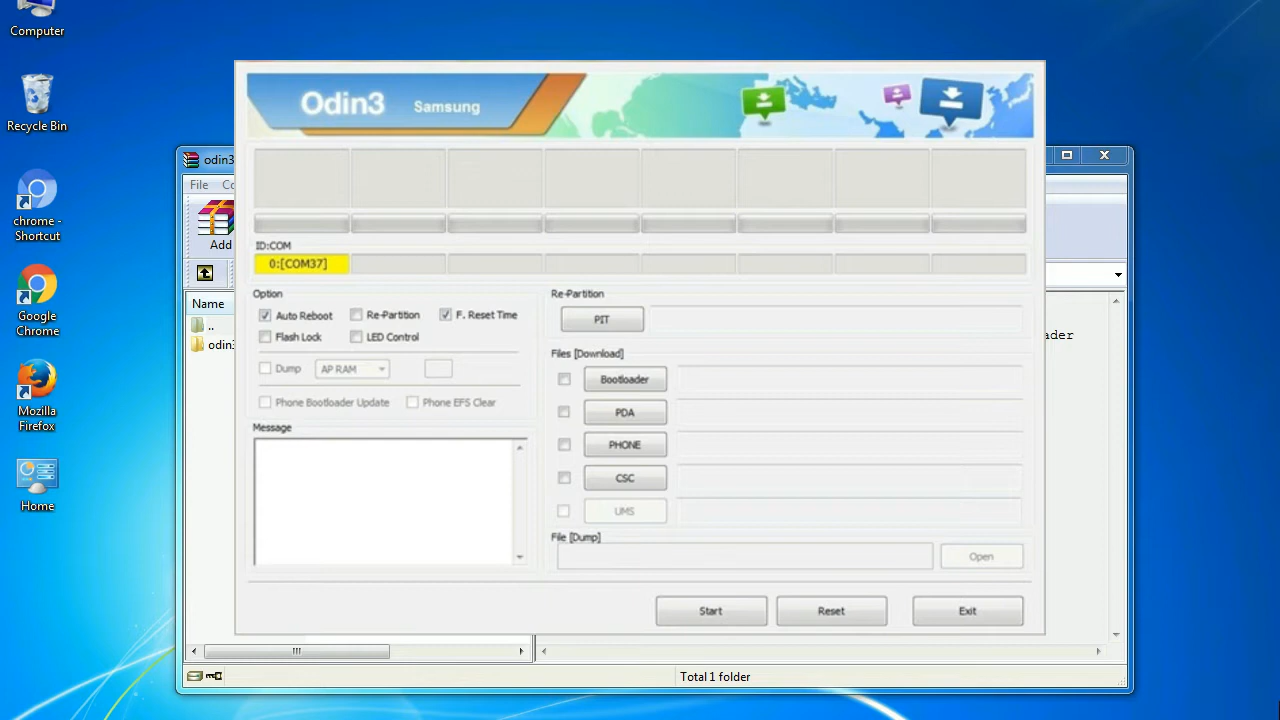 Computer
Recycle Bin
chrome -
Shortcut
Google
Chrome
Mozilla
Firefox
Home
odin3
File Co
Add
Name
..
odin3
ader
Total 1 folder
Odin3 Samsung
ID:COM
0:[COM37]
Option
Auto Reboot Re-Partition F. Reset Time
Flash Lock LED Control
Dump AP RAM
Phone Bootloader Update Phone EFS Clear
Message
Re-Partition
PIT
Files [Download]
Bootloader
PDA
PHONE
CSC
UMS
File [Dump]
Open
Start Reset Exit